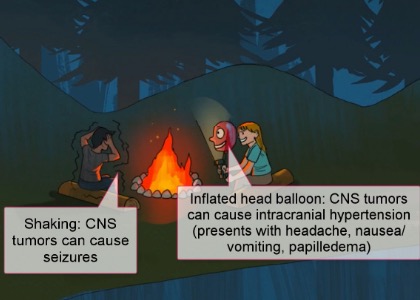 Shaking: CNS
tumors can cause
seizures
Inflated head balloon: CNS tumors
can cause intracranial hypertension
(presents with headache, nausea/
vomiting, papilledema)